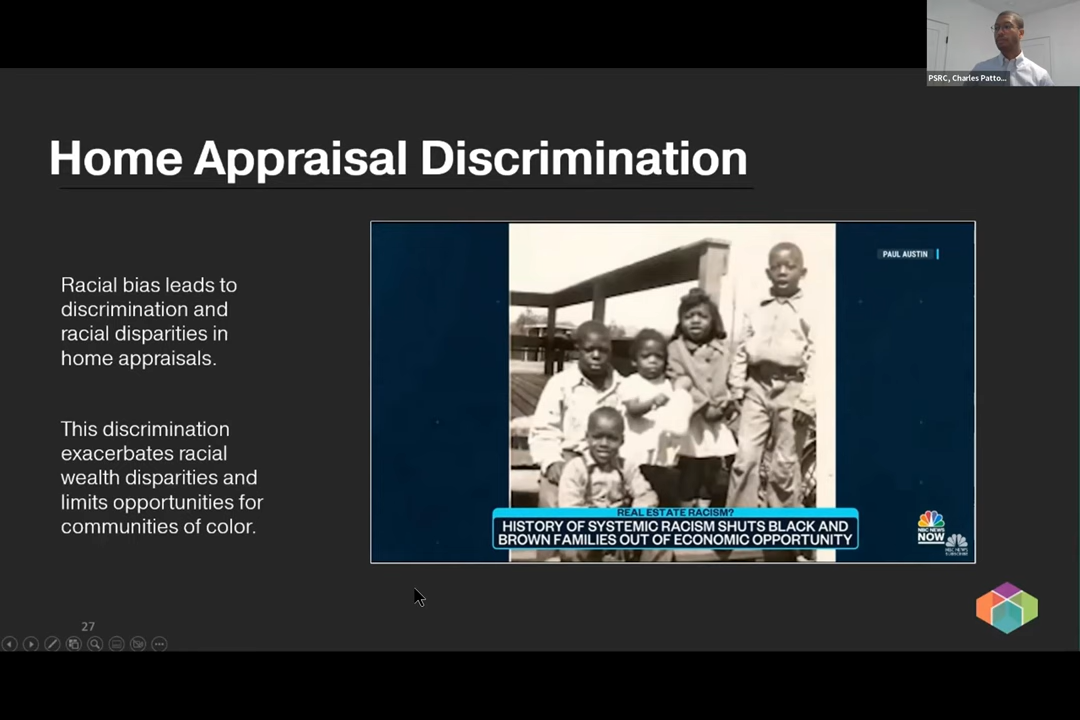 PSRC, Charles Patto...
Home Appraisal Discrimination
Racial bias leads to
discrimination and
racial disparities in
home appraisals.
This discrimination
exacerbates racial
wealth disparities and
limits opportunities for
communities of color.
PAUL AUSTIN
REAL ESTATE RACISM?
HISTORY OF SYSTEMIC RACISM SHUTS BLACK AND
BROWN FAMILIES OUT OF ECONOMIC OPPORTUNITY
NBC NEWS
NOW
NBC NEWS
27